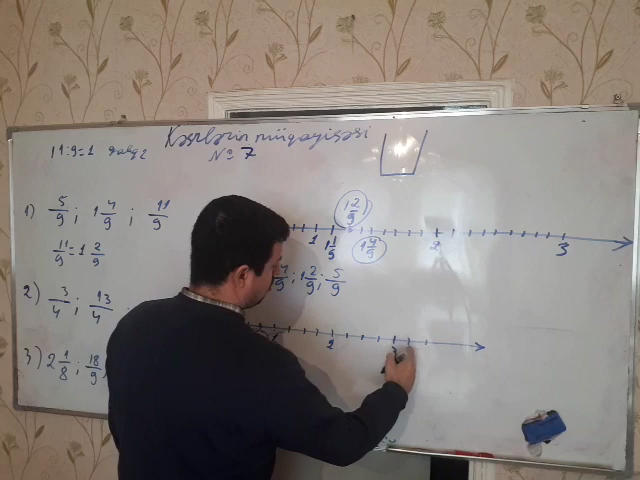 Kəsrlərin müqayisəsi
11:9=1 qalıq 2
№ 7
1) 5/9 ; 1 4/9 ; 11/9
1 2/9
1 2 3
1 1/9 1 4/9
11/9 = 1 2/9
4/9 ; 1 2/9 ; 5/9
2) 3/4 ; 13/4
2
3) 2 1/8 ; 18/9